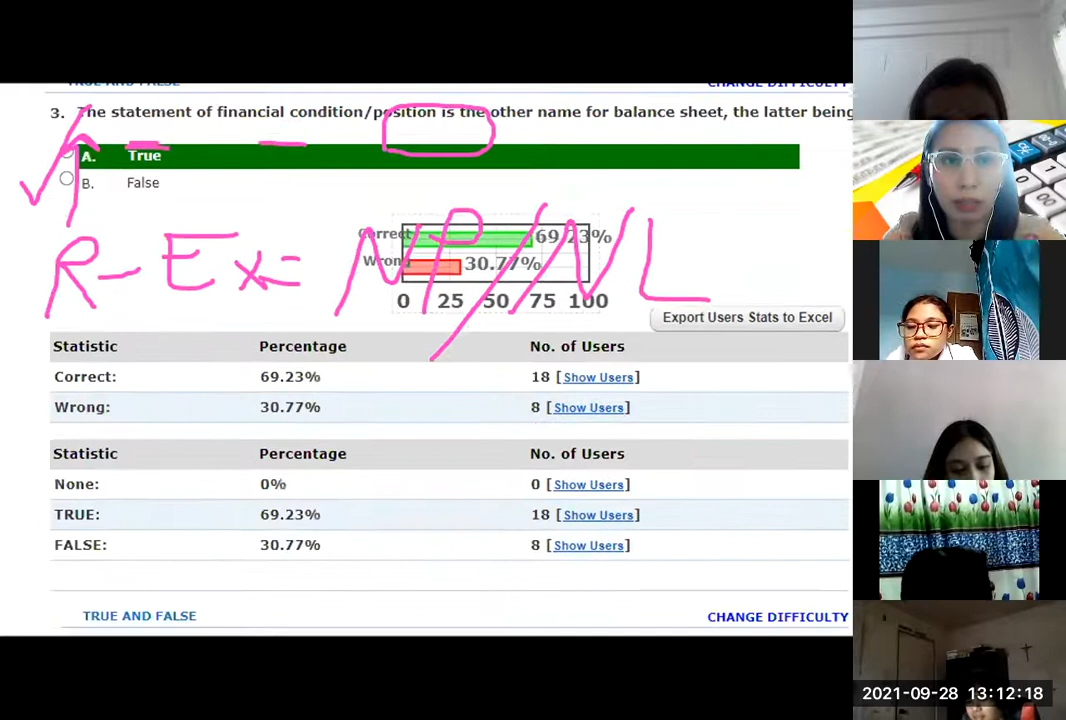 TRUE AND FALSE CHANGE DIFFICULTY
3. The statement of financial condition/position is the other name for balance sheet, the latter being
A. True
B. False
R - Ex = NP/NL
Correct 69.23%
Wrong 30.77%
0 25 50 75 100
Export Users Stats to Excel
Statistic Percentage No. of Users
Correct: 69.23% 18 [Show Users]
Wrong: 30.77% 8 [Show Users]
Statistic Percentage No. of Users
None: 0% 0 [Show Users]
TRUE: 69.23% 18 [Show Users]
FALSE: 30.77% 8 [Show Users]
TRUE AND FALSE CHANGE DIFFICULTY
2021-09-28 13:12:18